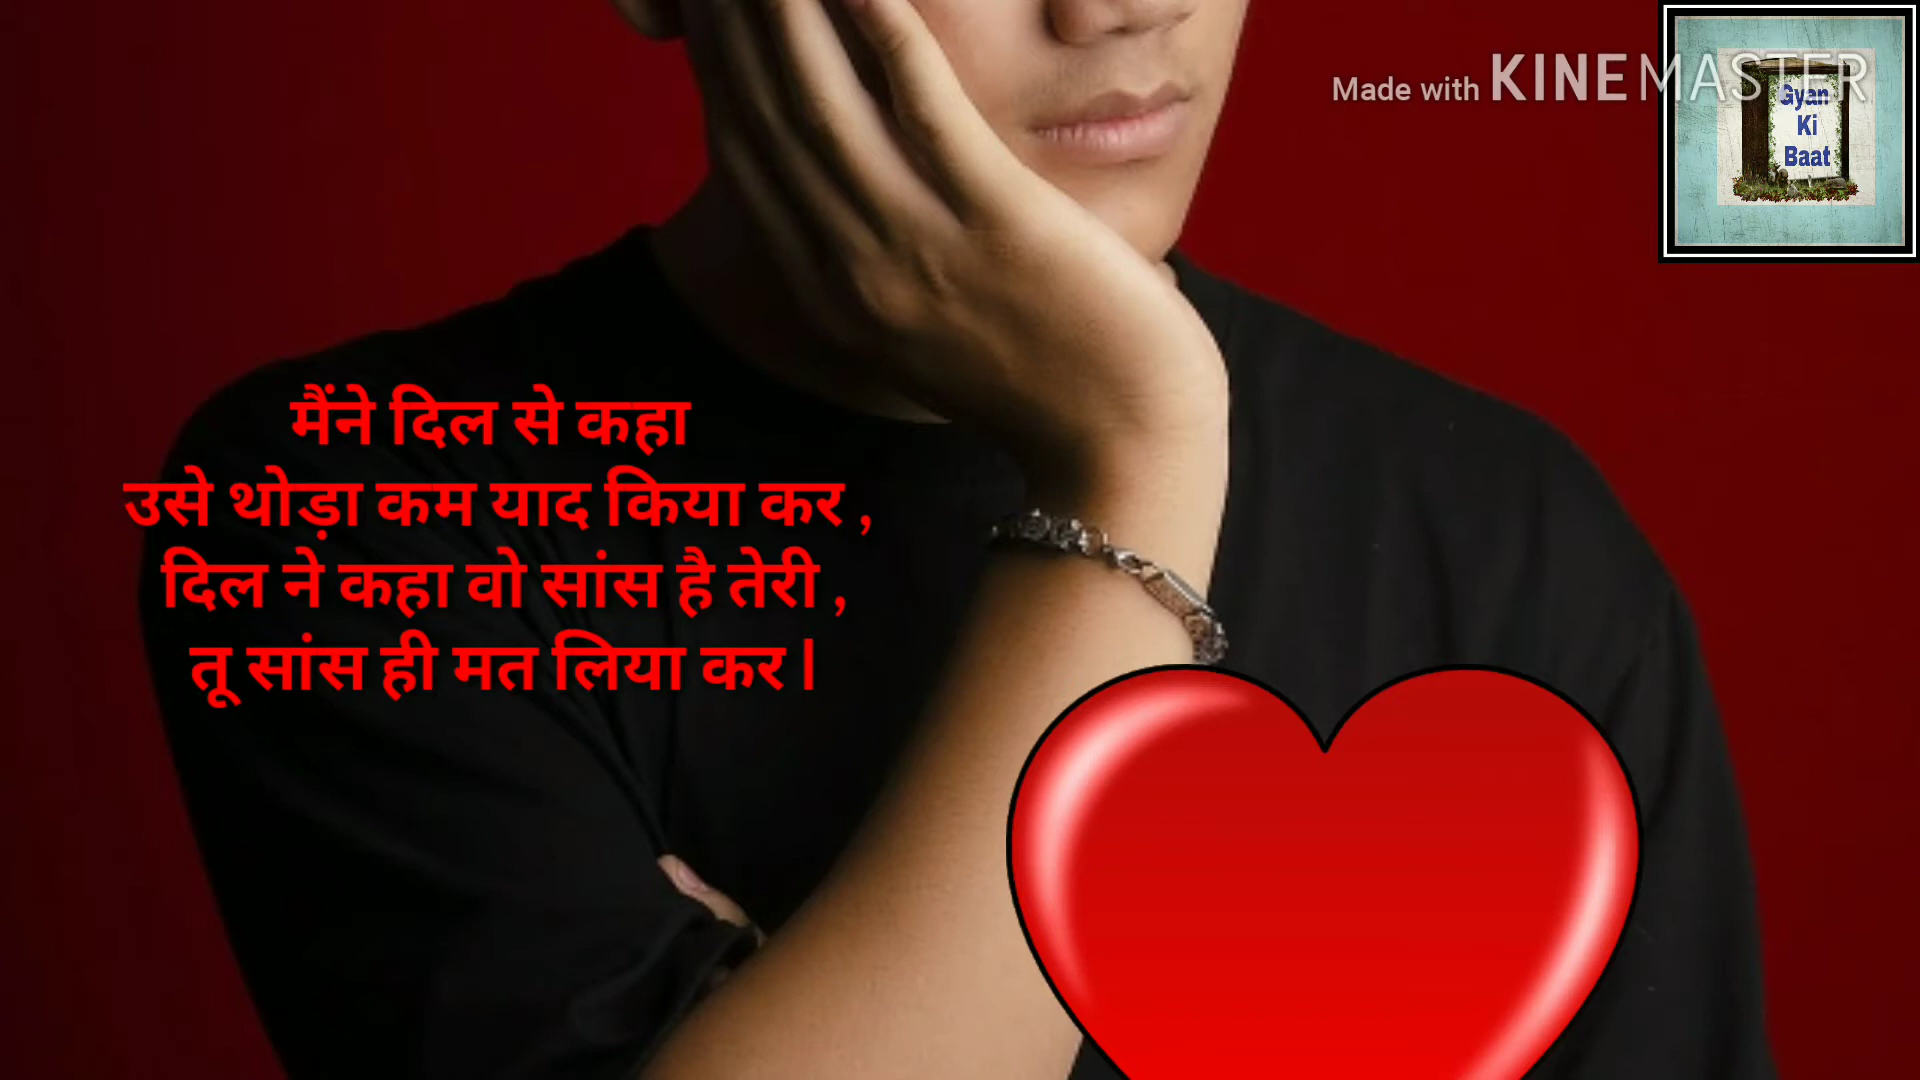 Made with KINEMASTER
Gyan
Ki
Baat
मैंने दिल से कहा
उसे थोड़ा कम याद किया कर ,
दिल ने कहा वो सांस है तेरी ,
तू सांस ही मत लिया कर l